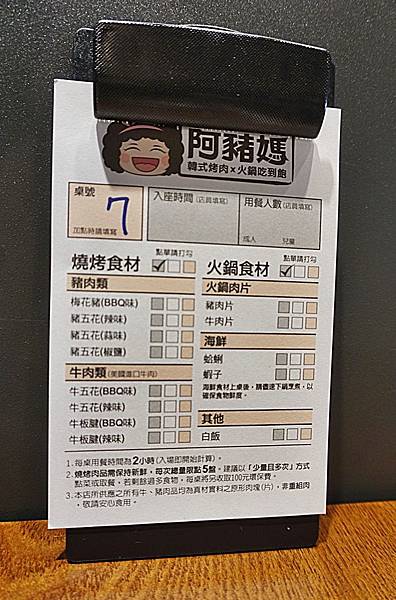 阿豬媽
韓式烤肉×火鍋吃到飽
桌號
7
加點時請填寫
入座時間(店員填寫)
用餐人數(店員填寫)
成人 兒童
燒烤食材 點單請打勾
豬肉類
梅花豬(BBQ味)
豬五花(辣味)
豬五花(蒜味)
豬五花(椒鹽)
牛肉類(美國進口牛肉)
牛五花(BBQ味)
牛五花(辣味)
牛板腱(BBQ味)
牛板腱(辣味)
火鍋食材 點單請打勾
火鍋肉片
豬肉片
牛肉片
海鮮
蛤蜊
蝦子
海鮮食材上桌後，請儘速下鍋烹煮，以
確保食物鮮度。
其他
白飯
1.每桌用餐時間為2小時(入場即開始計算)。
2.燒烤肉品需保持新鮮，每次總量限點5盤，建議以「少量且多次」方式
點菜或取餐，若剩餘過多食物，每桌將另收取100元環保費。
3.本店所供應之所有牛、豬肉品均為真材實料之原形肉塊(片)，非重組肉
，敬請安心食用。